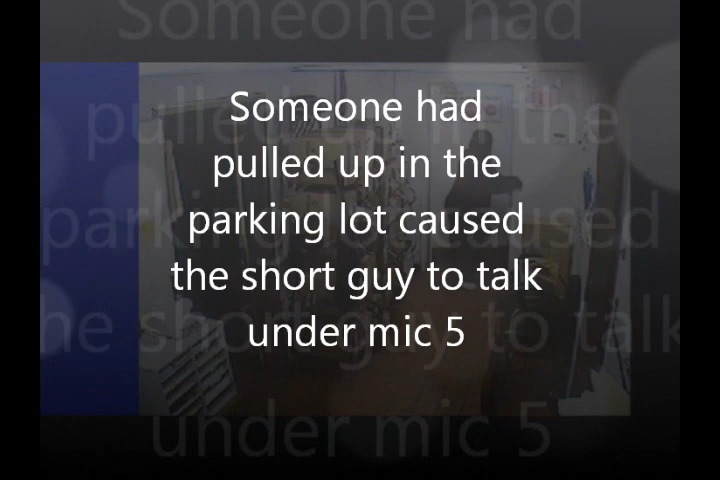 Someone had
pulled up in the
parking lot caused
the short guy to talk
under mic 5